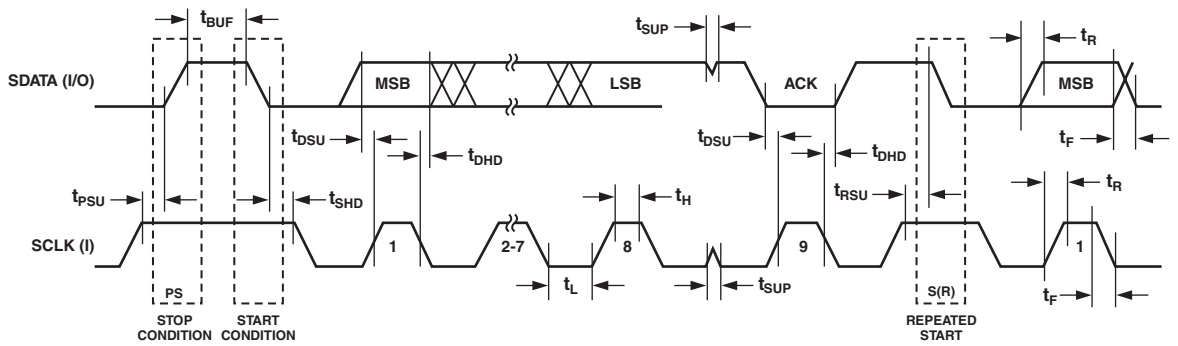 tBUF
tSUP
tR
SDATA (I/O)
MSB
LSB
ACK
MSB
tDSU
tDHD
tDSU
tDHD
tF
tPSU
tSHD
tH
tRSU
tR
SCLK (I)
1
2-7
8
9
1
PS
tL
tSUP
S(R)
tF
STOP
CONDITION
START
CONDITION
REPEATED
START